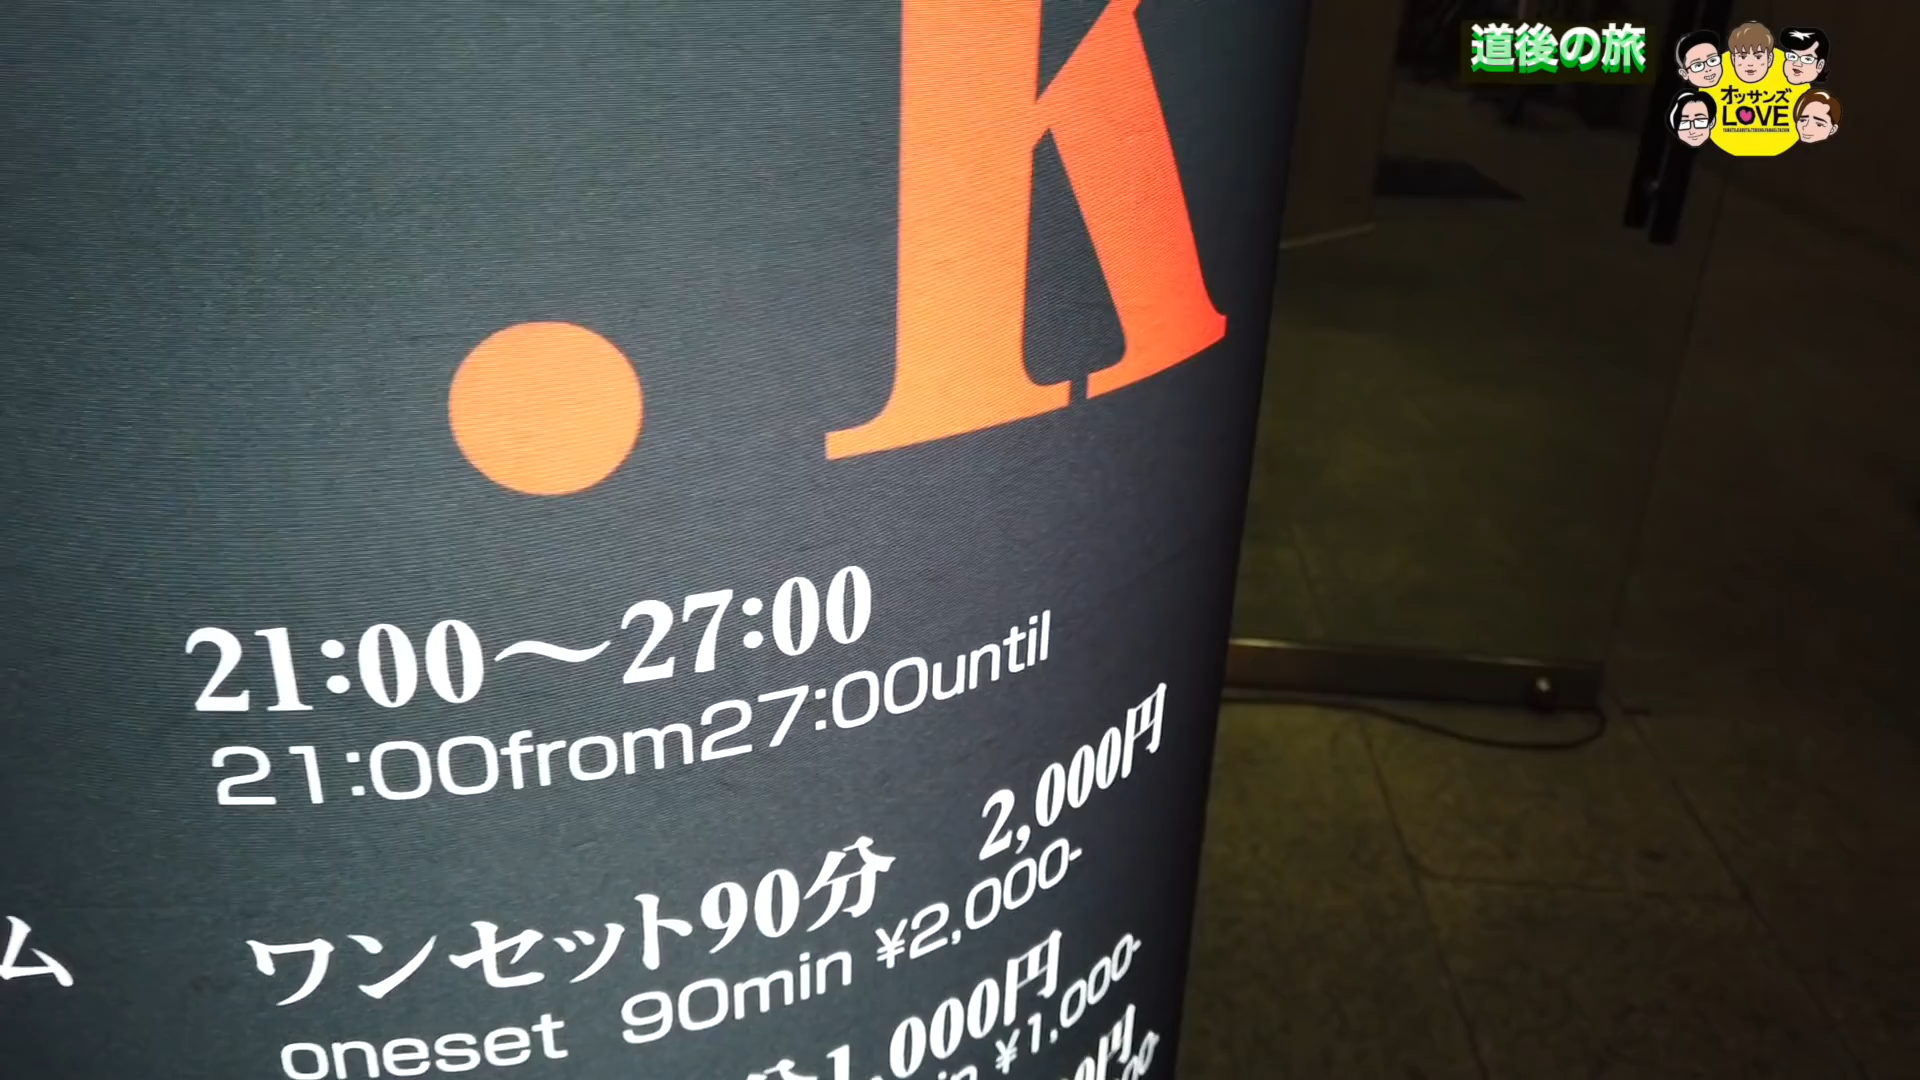 道後の旅
オッサンズ
LOVE
.K
21:00～27:00
21:00from27:00until
ム
ワンセット90分 2,000円
oneset 90min ¥2,000-
分1,000円
¥1,000-